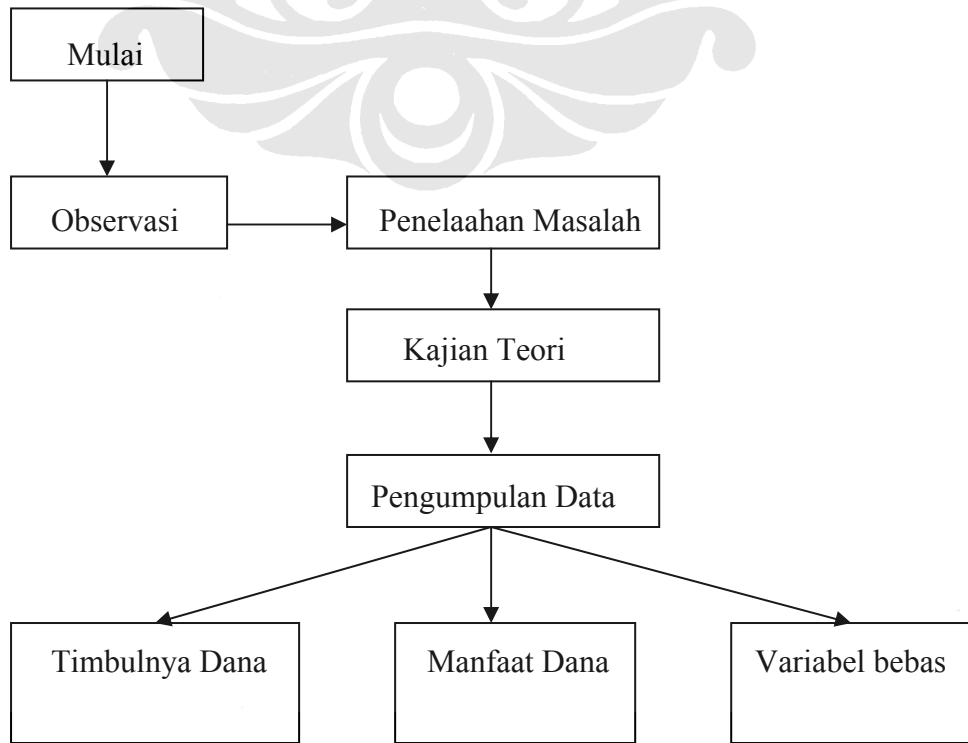 Mulai
Observasi
Penelaahan Masalah
Kajian Teori
Pengumpulan Data
Timbulnya Dana
Manfaat Dana
Variabel bebas